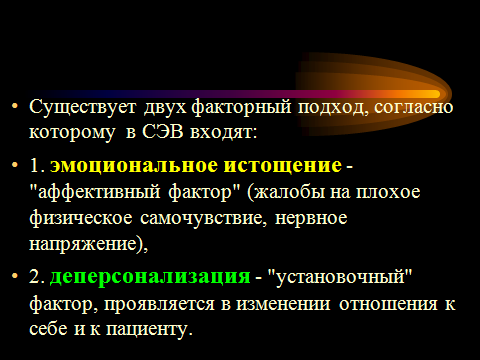 • Существует двух факторный подход, согласно
которому в СЭВ входят:
• 1. эмоциональное истощение -
"аффективный фактор" (жалобы на плохое
физическое самочувствие, нервное
напряжение),
• 2. деперсонализация - "установочный"
фактор, проявляется в изменении отношения к
себе и к пациенту.